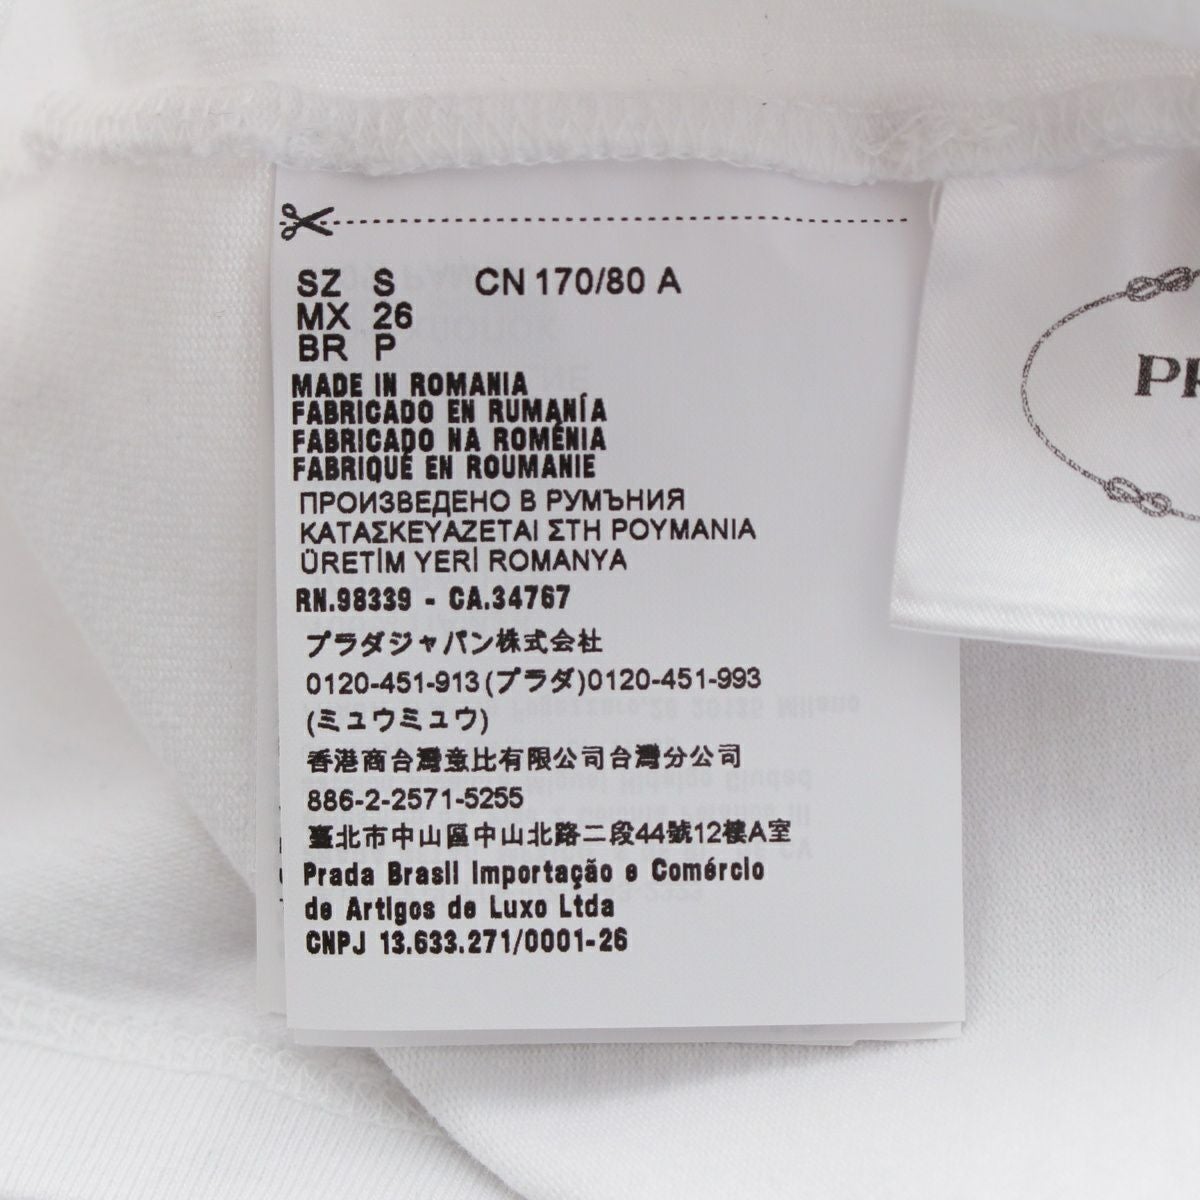 SZ S CN 170/80 A
MX 26
BR P
MADE IN ROMANIA
FABRICADO EN RUMANÍA
FABRICADO NA ROMÉNIA
FABRIQUÉ EN ROUMANIE
ПРОИЗВЕДЕНО В РУМЪНИЯ
ΚΑΤΑΣΚΕΥΑΖΕΤΑΙ ΣΤΗ ΡΟΥΜΑΝΙΑ
ÜRETİM YERİ ROMANYA
RN.98339 - CA.34767
プラダジャパン株式会社
0120-451-913(プラダ)0120-451-993
(ミュウミュウ)
香港商台灣意比有限公司台灣分公司
886-2-2571-5255
臺北市中山區中山北路二段44號12樓A室
Prada Brasil Importação e Comércio
de Artigos de Luxo Ltda
CNPJ 13.633.271/0001-26